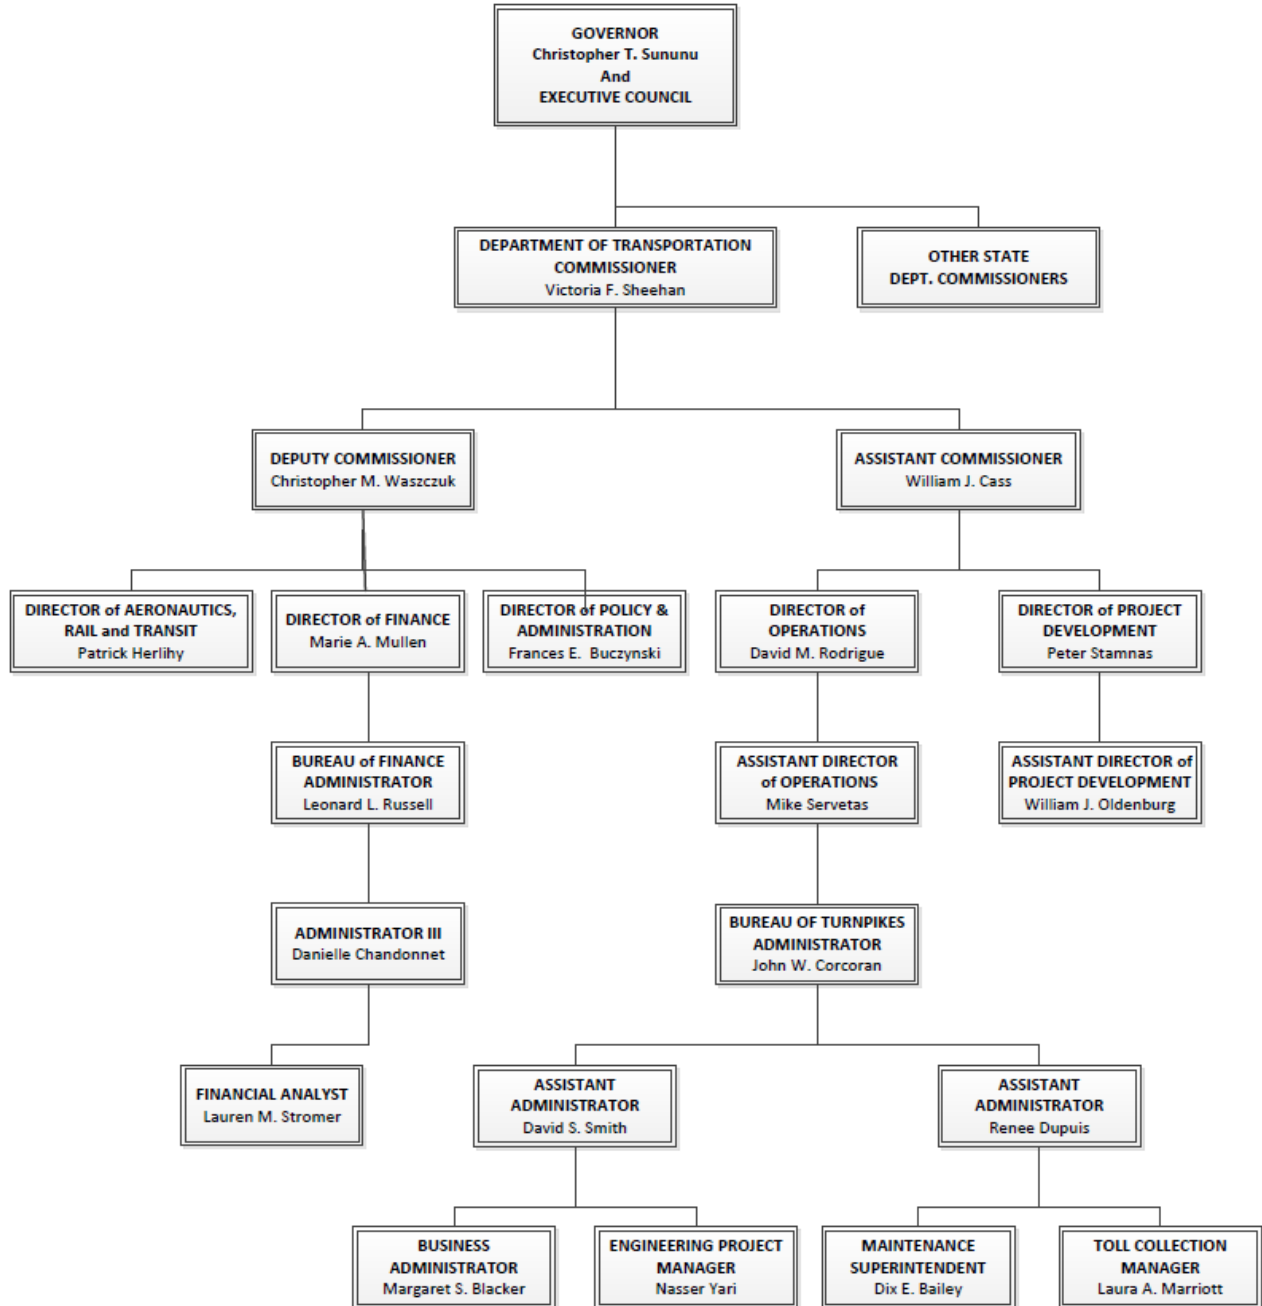 GOVERNOR
Christopher T. Sununu
And
EXECUTIVE COUNCIL
DEPARTMENT OF TRANSPORTATION
COMMISSIONER
Victoria F. Sheehan
OTHER STATE
DEPT. COMMISSIONERS
DEPUTY COMMISSIONER
Christopher M. Waszczuk
ASSISTANT COMMISSIONER
William J. Cass
DIRECTOR of AERONAUTICS,
RAIL and TRANSIT
Patrick Herlihy
DIRECTOR of FINANCE
Marie A. Mullen
DIRECTOR of POLICY &
ADMINISTRATION
Frances E. Buczynski
DIRECTOR of
OPERATIONS
David M. Rodrigue
DIRECTOR of PROJECT
DEVELOPMENT
Peter Stamnas
BUREAU of FINANCE
ADMINISTRATOR
Leonard L. Russell
ASSISTANT DIRECTOR
of OPERATIONS
Mike Servetas
ASSISTANT DIRECTOR of
PROJECT DEVELOPMENT
William J. Oldenburg
ADMINISTRATOR III
Danielle Chandonnet
BUREAU OF TURNPIKES
ADMINISTRATOR
John W. Corcoran
FINANCIAL ANALYST
Lauren M. Stromer
ASSISTANT
ADMINISTRATOR
David S. Smith
ASSISTANT
ADMINISTRATOR
Renee Dupuis
BUSINESS
ADMINISTRATOR
Margaret S. Blacker
ENGINEERING PROJECT
MANAGER
Nasser Yari
MAINTENANCE
SUPERINTENDENT
Dix E. Bailey
TOLL COLLECTION
MANAGER
Laura A. Marriott